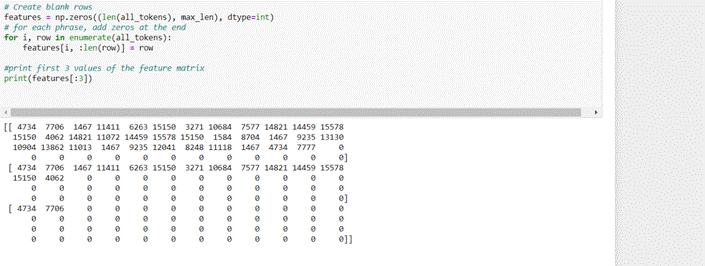 # Create blank rows
features = np.zeros((len(all_tokens), max_len), dtype=int)
# for each phrase, add zeros at the end
for i, row in enumerate(all_tokens):
    features[i, :len(row)] = row
#print first 3 values of the feature matrix
print(features[:3])
[[ 4734 7706 1467 11411 6263 15150 3271 10684 7577 14821 14459 15578
15150 4062 14821 11072 14459 15578 15150 1584 8704 1467 9235 13130
10904 13862 11013 1467 9235 12041 8248 11118 1467 4734 7777 0
0 0 0 0 0 0 0 0 0 0 0 0]
[ 4734 7706 1467 11411 6263 15150 3271 10684 7577 14821 14459 15578
15150 4062 0 0 0 0 0 0 0 0 0 0
0 0 0 0 0 0 0 0 0 0 0 0
0 0 0 0 0 0 0 0 0 0 0 0]
[ 4734 7706 0 0 0 0 0 0 0 0 0 0
0 0 0 0 0 0 0 0 0 0 0 0
0 0 0 0 0 0 0 0 0 0 0 0
0 0 0 0 0 0 0 0 0 0 0 0]]